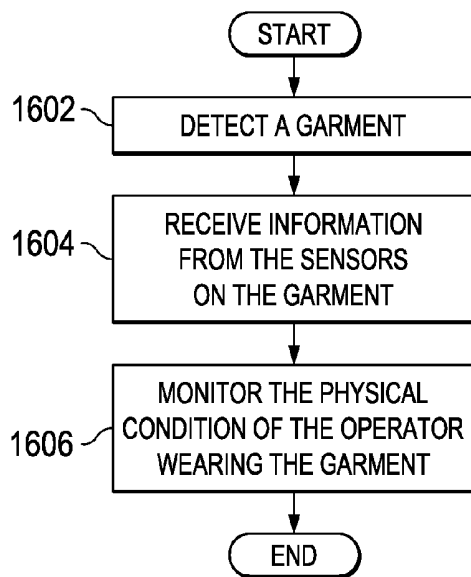 START
1602
DETECT A GARMENT
1604
RECEIVE INFORMATION
FROM THE SENSORS
ON THE GARMENT
1606
MONITOR THE PHYSICAL
CONDITION OF THE OPERATOR
WEARING THE GARMENT
END